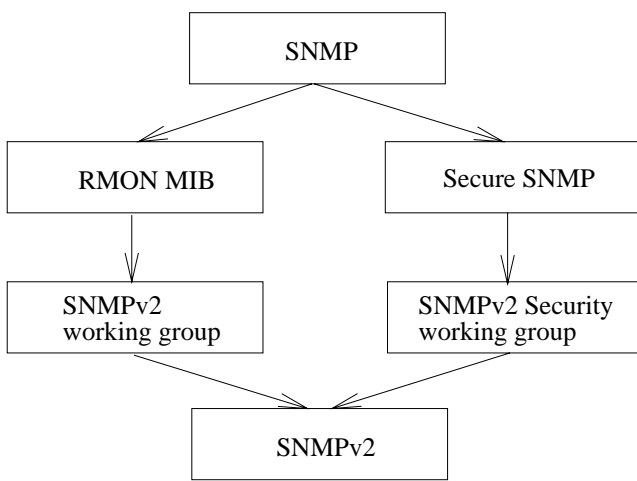 SNMP
RMON MIB
Secure SNMP
SNMPv2
working group
SNMPv2 Security
working group
SNMPv2